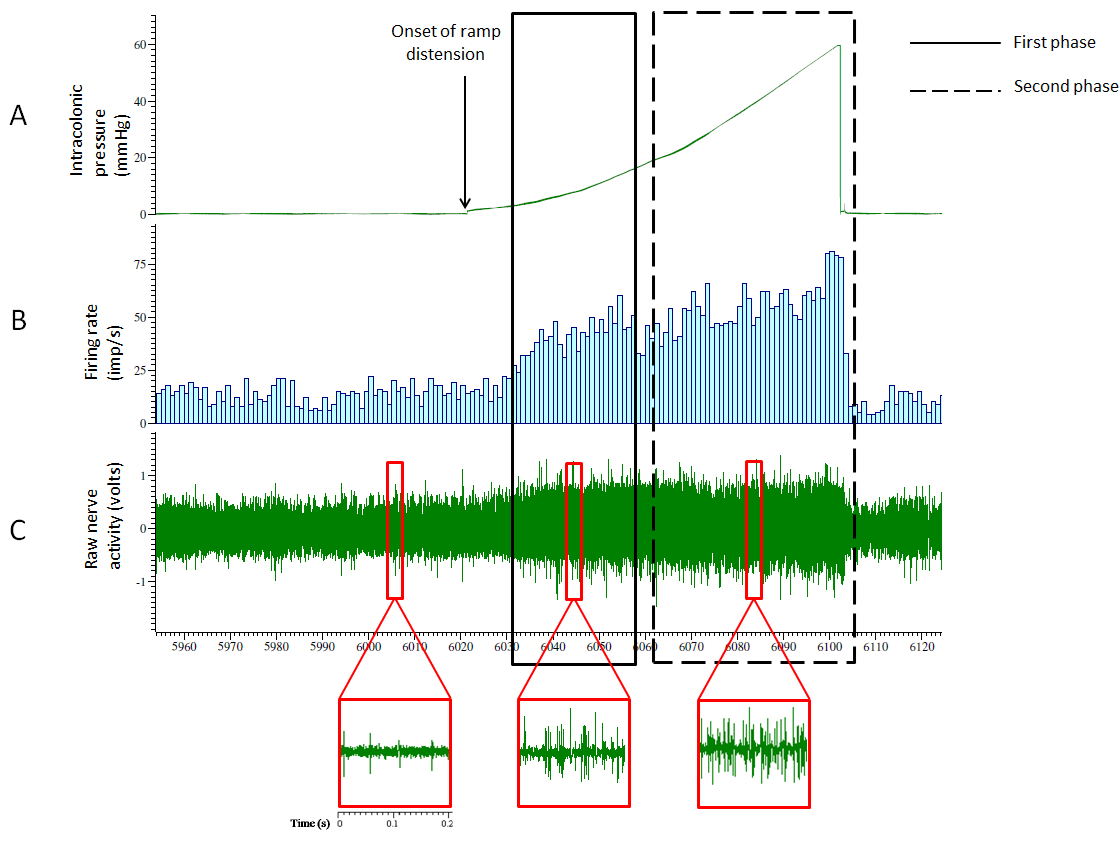 Onset of ramp
distension
First phase
Second phase
A
Intracolonic
pressure
(mmHg)
60
40
20
0
B
Firing rate
(imp/s)
75
50
25
0
C
Raw nerve
activity (volts)
1
0
-1
5960 5970 5980 5990 6000 6010 6020 6030 6040 6050 6060 6070 6080 6090 6100 6110 6120
Time (s) 0 0.1 0.2